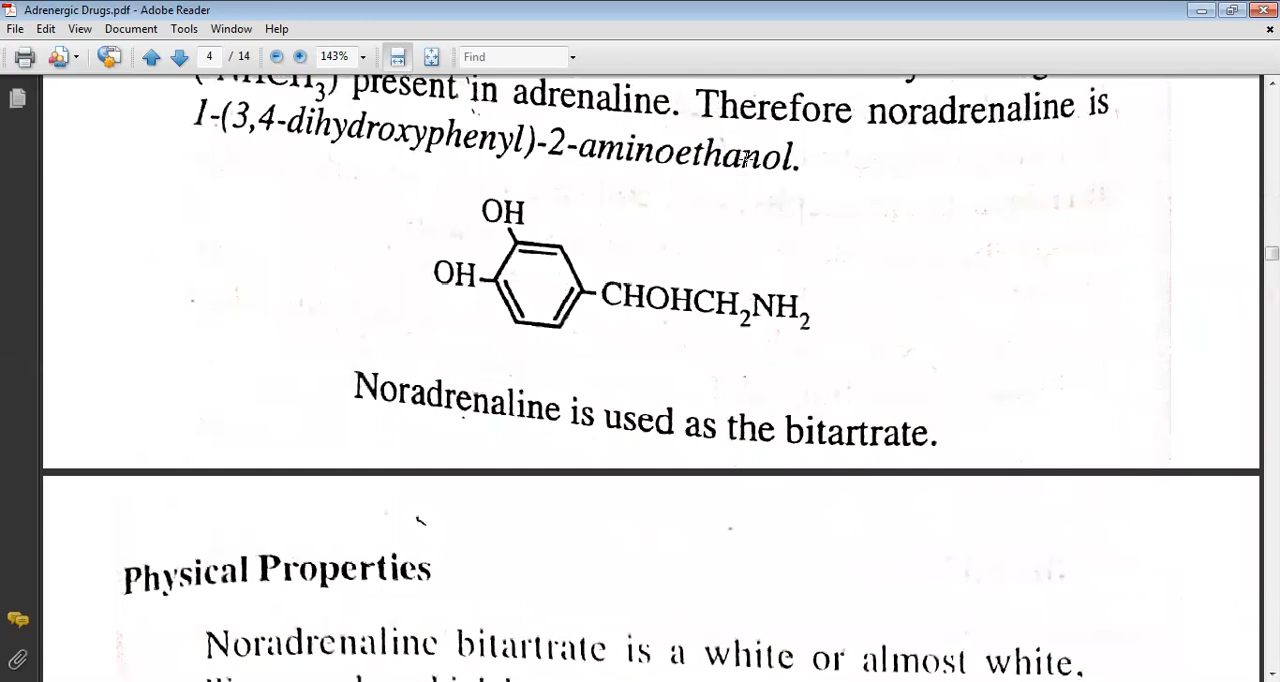 Adrenergic Drugs.pdf - Adobe Reader
File Edit View Document Tools Window Help
4 / 14 143% Find
present in adrenaline. Therefore noradrenaline is
1-(3,4-dihydroxyphenyl)-2-aminoethanol.
OH
OH
CHOHCH₂NH₂
Noradrenaline is used as the bitartrate.
Physical Properties
Noradrenaline bitartrate is a white or almost white,